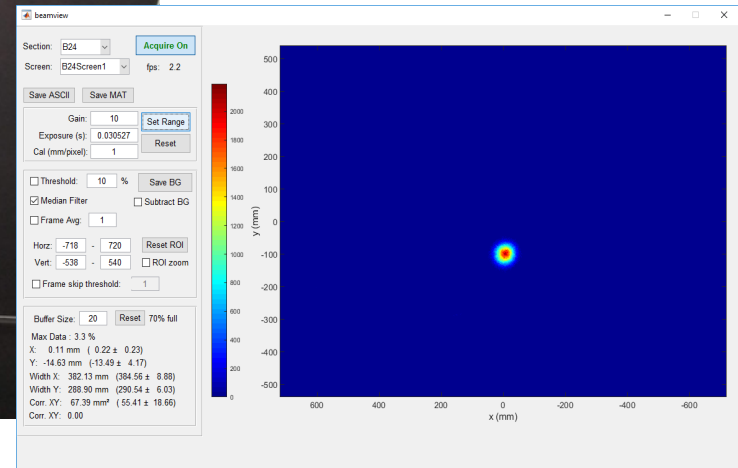 beamview
Section: B24 Acquire On
Screen: B24Screen1 fps: 2.2
Save ASCII Save MAT
Gain: 10 Set Range
Exposure (s): 0.030527
Reset
Cal (mm/pixel): 1
Threshold: 10 % Save BG
Median Filter Subtract BG
Frame Avg: 1
Horz: -718 - 720 Reset ROI
Vert: -538 - 540 ROI zoom
Frame skip threshold: 1
Buffer Size: 20 Reset 70% full
Max Data : 3.3 %
X: 0.11 mm ( 0.22 ± 0.23)
Y: -14.63 mm (-13.49 ± 4.17)
Width X: 382.13 mm (384.56 ± 8.88)
Width Y: 288.90 mm (290.54 ± 6.03)
Corr. XY: 67.39 mm² ( 55.41 ± 18.66)
Corr. XY: 0.00
2000
1800
1600
1400
1200
1000
800
600
400
200
0
y (mm)
500
400
300
200
100
0
-100
-200
-300
-400
-500
600 400 200 0 -200 -400 -600
x (mm)